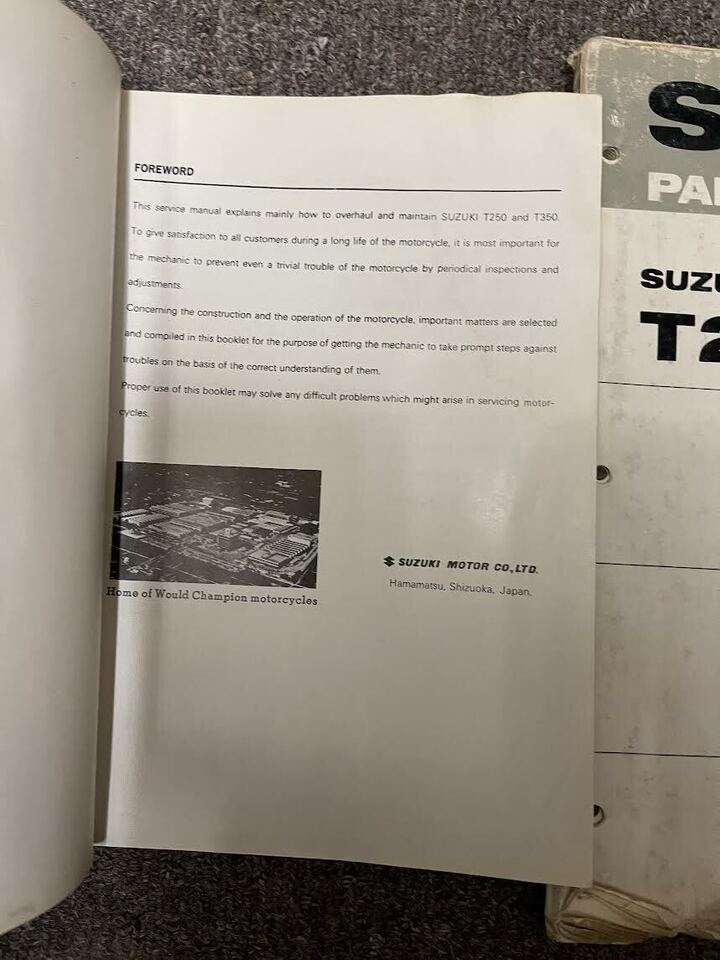 FOREWORD
This service manual explains mainly how to overhaul and maintain SUZUKI T250 and T350.
To give satisfaction to all customers during a long life of the motorcycle, it is most important for
the mechanic to prevent even a trivial trouble of the motorcycle by periodical inspections and
adjustments.
Concerning the construction and the operation of the motorcycle, important matters are selected
and compiled in this booklet for the purpose of getting the mechanic to take prompt steps against
troubles on the basis of the correct understanding of them.
Proper use of this booklet may solve any difficult problems which might arise in servicing motor-
cycles.
Home of Would Champion motorcycles
SUZUKI MOTOR CO.,LTD.
Hamamatsu, Shizuoka, Japan.
S
PA
SUZU
T2